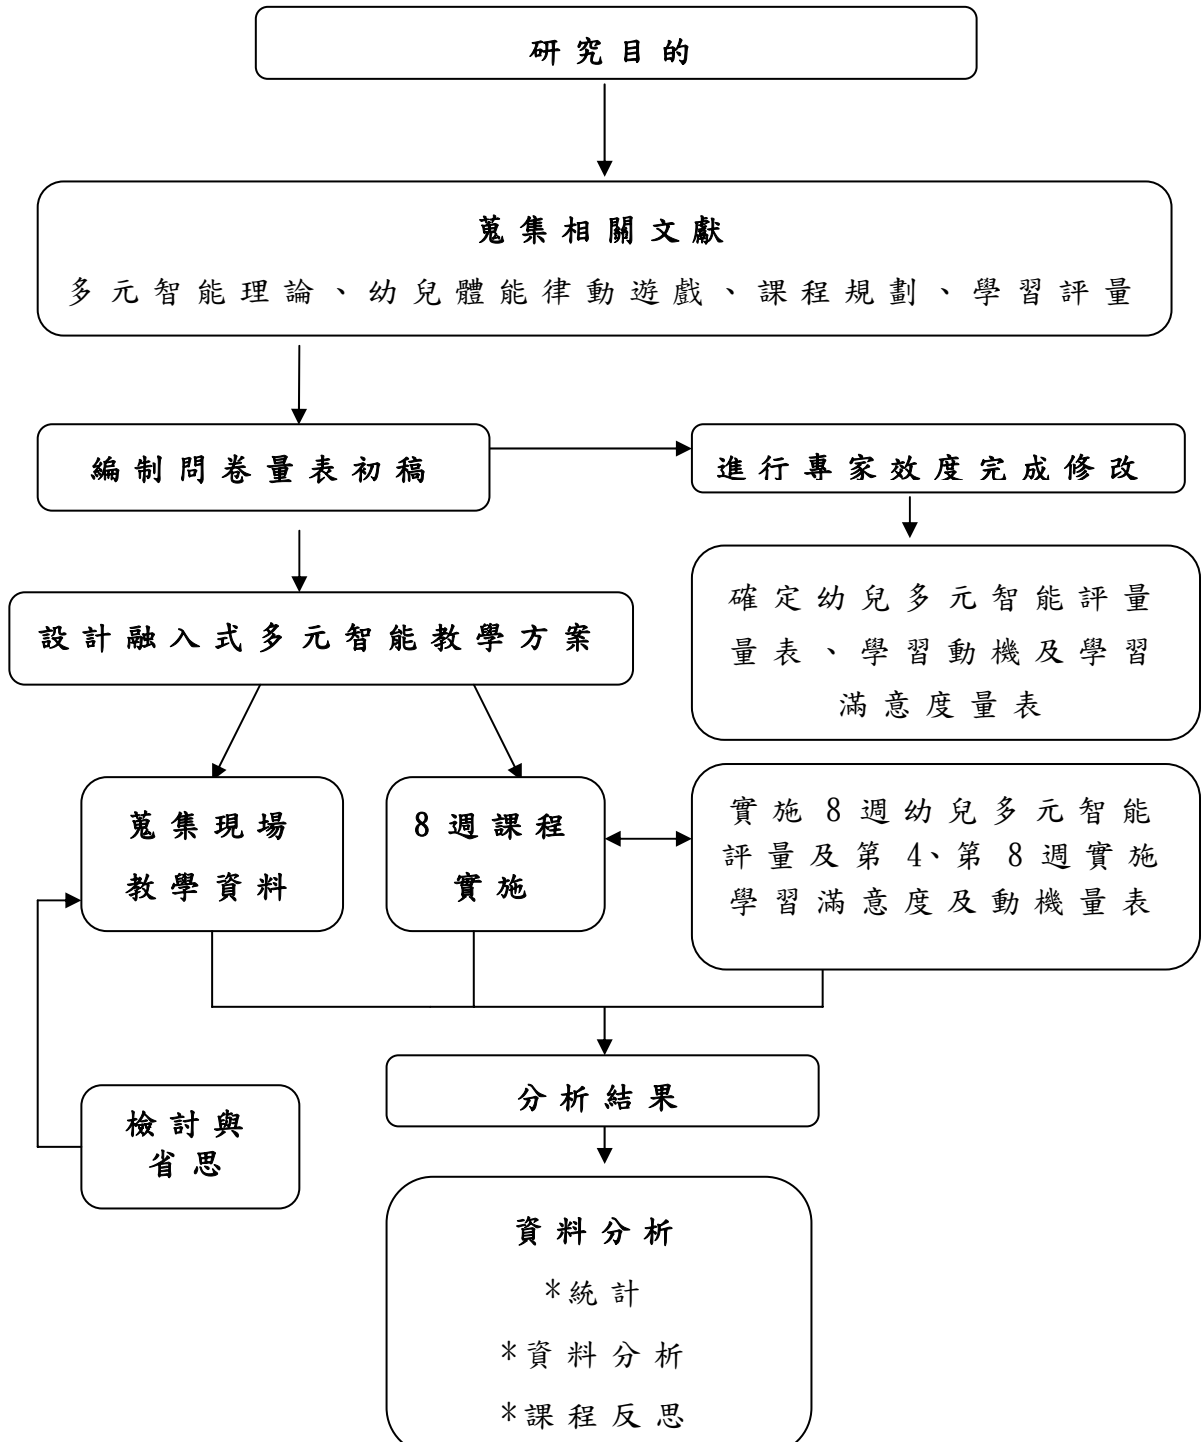 研究目的
蒐集相關文獻
多元智能理論、幼兒體能律動遊戲、課程規劃、學習評量
編制問卷量表初稿
進行專家效度完成修改
確定幼兒多元智能評量
量表、學習動機及學習
滿意度量表
設計融入式多元智能教學方案
蒐集現場
教學資料
8週課程
實施
實施8週幼兒多元智能
評量及第4、第8週實施
學習滿意度及動機量表
檢討與
省思
分析結果
資料分析
*統計
*資料分析
*課程反思